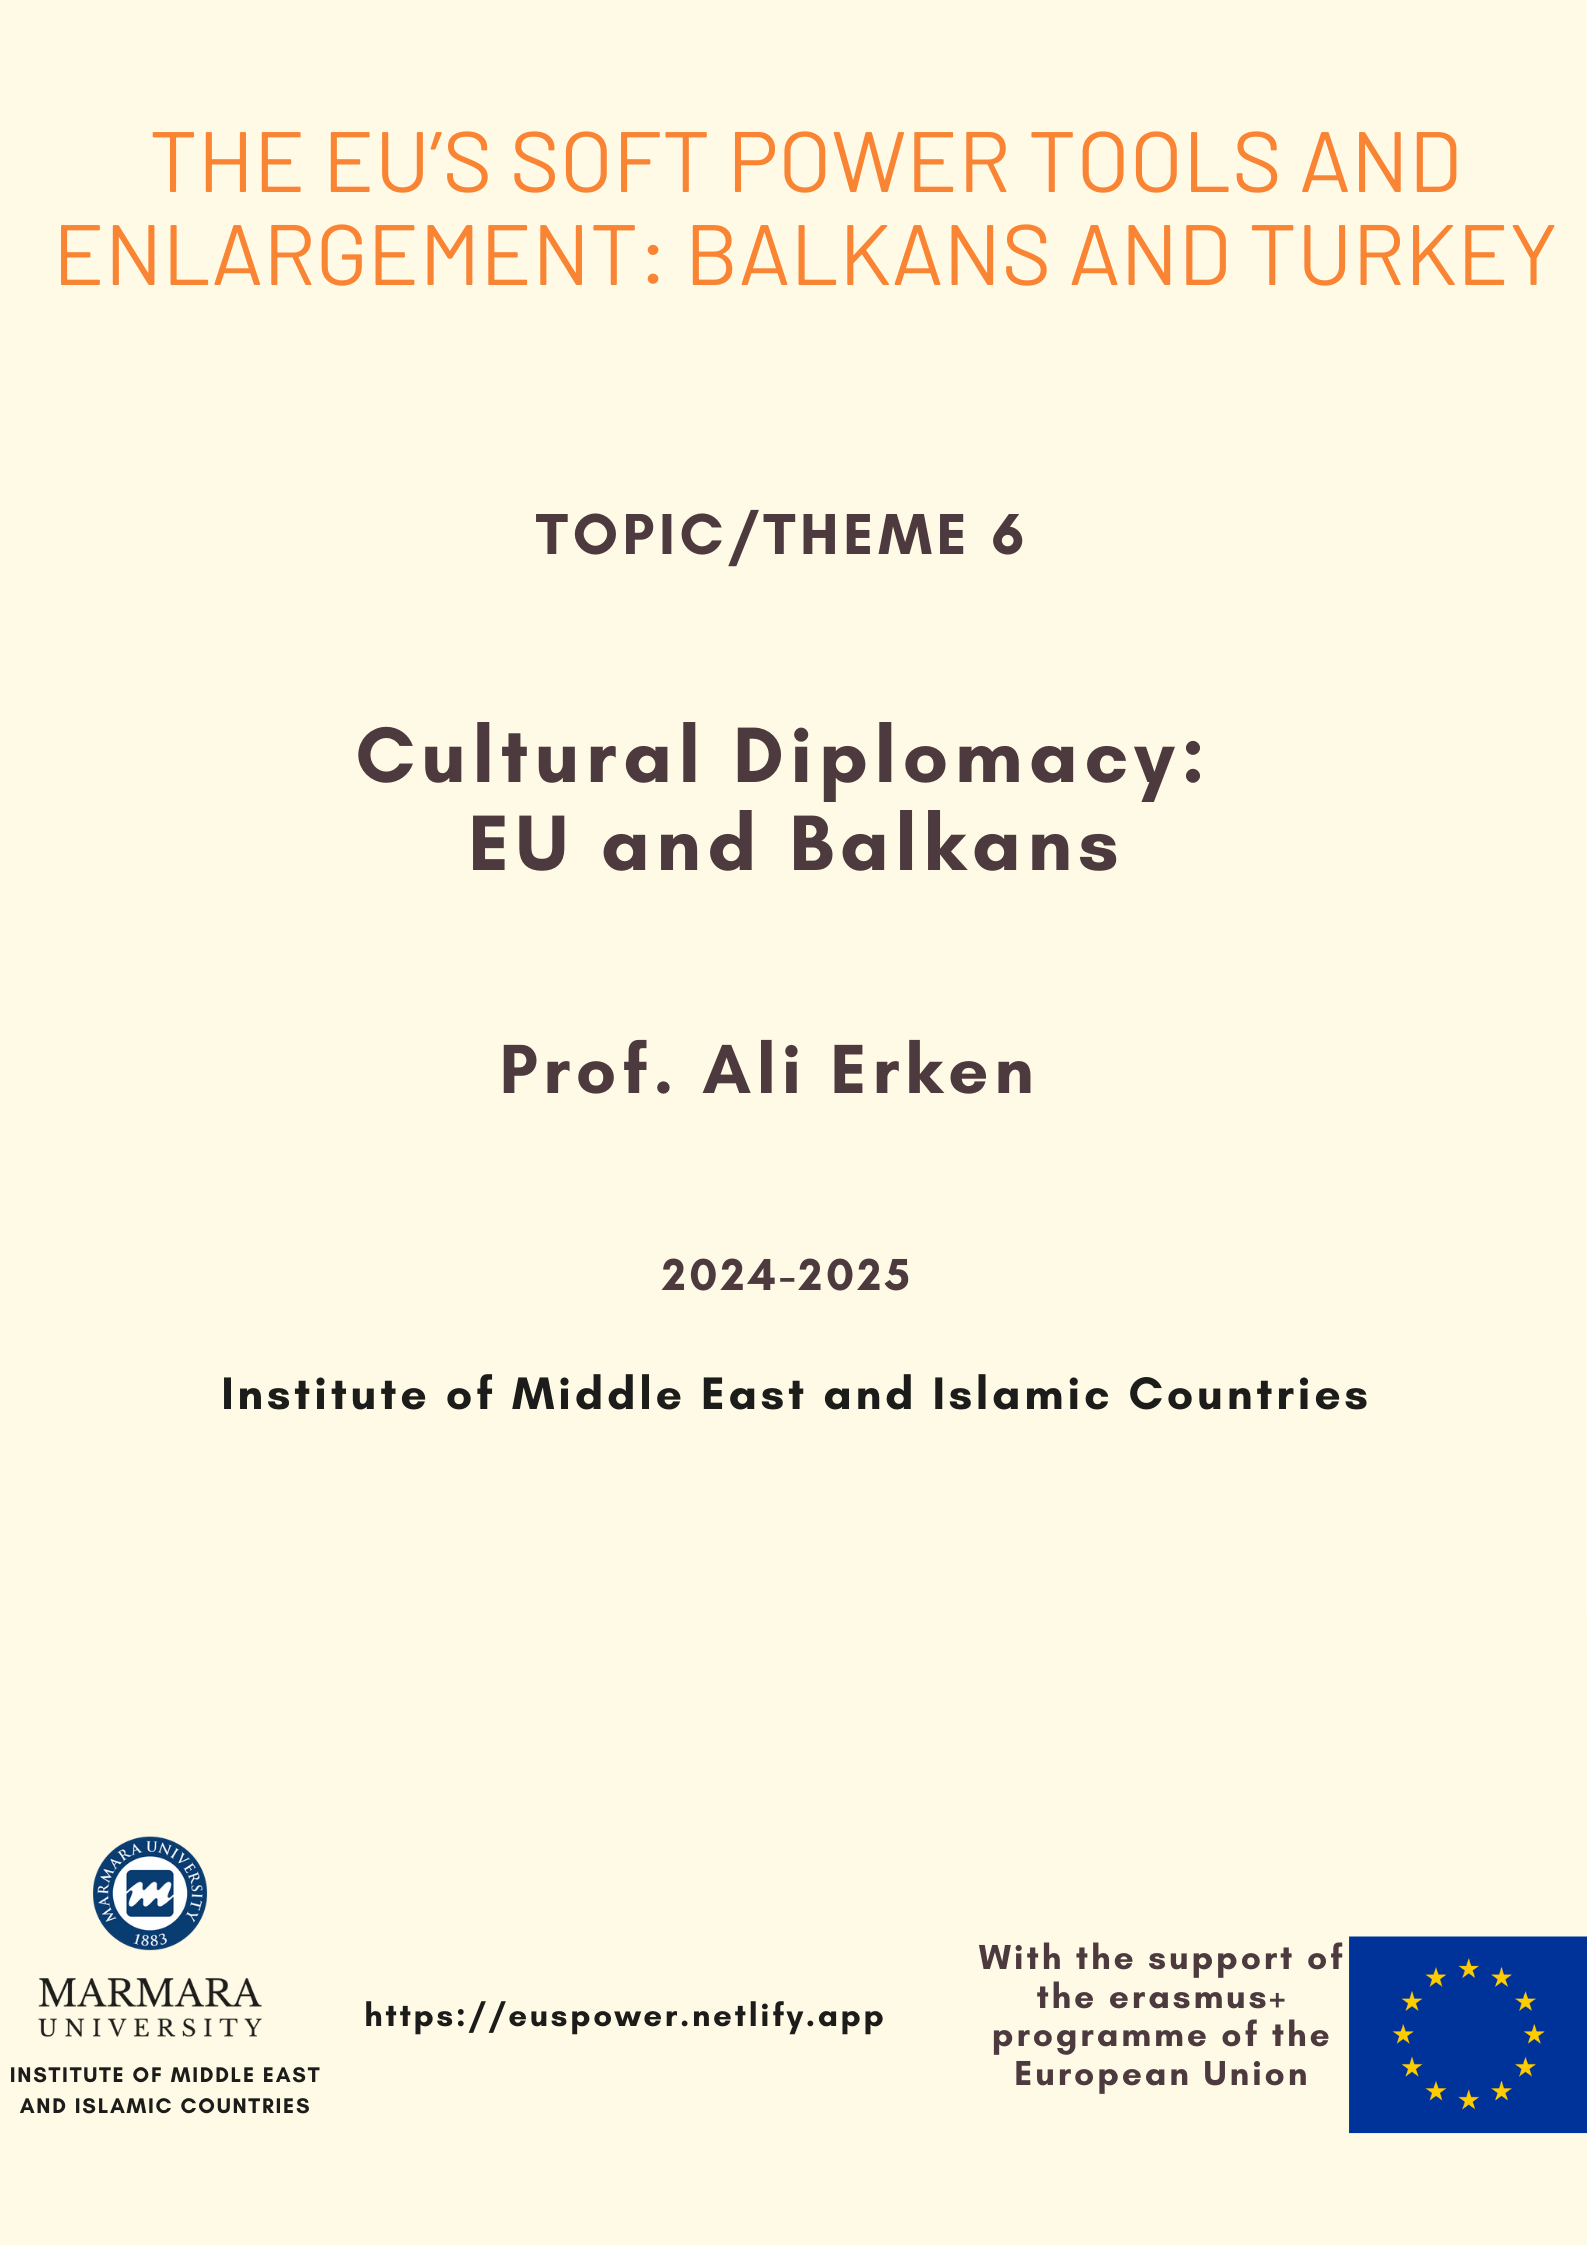 THE EU’S SOFT POWER TOOLS AND
ENLARGEMENT: BALKANS AND TURKEY
TOPIC/THEME 6
Cultural Diplomacy:
EU and Balkans
Prof. Ali Erken
2024-2025
Institute of Middle East and Islamic Countries
MARMARA UNIVERSITY
m
1883
MARMARA
UNIVERSITY
INSTITUTE OF MIDDLE EAST
AND ISLAMIC COUNTRIES
https://euspower.netlify.app
With the support of
the erasmus+
programme of the
European Union